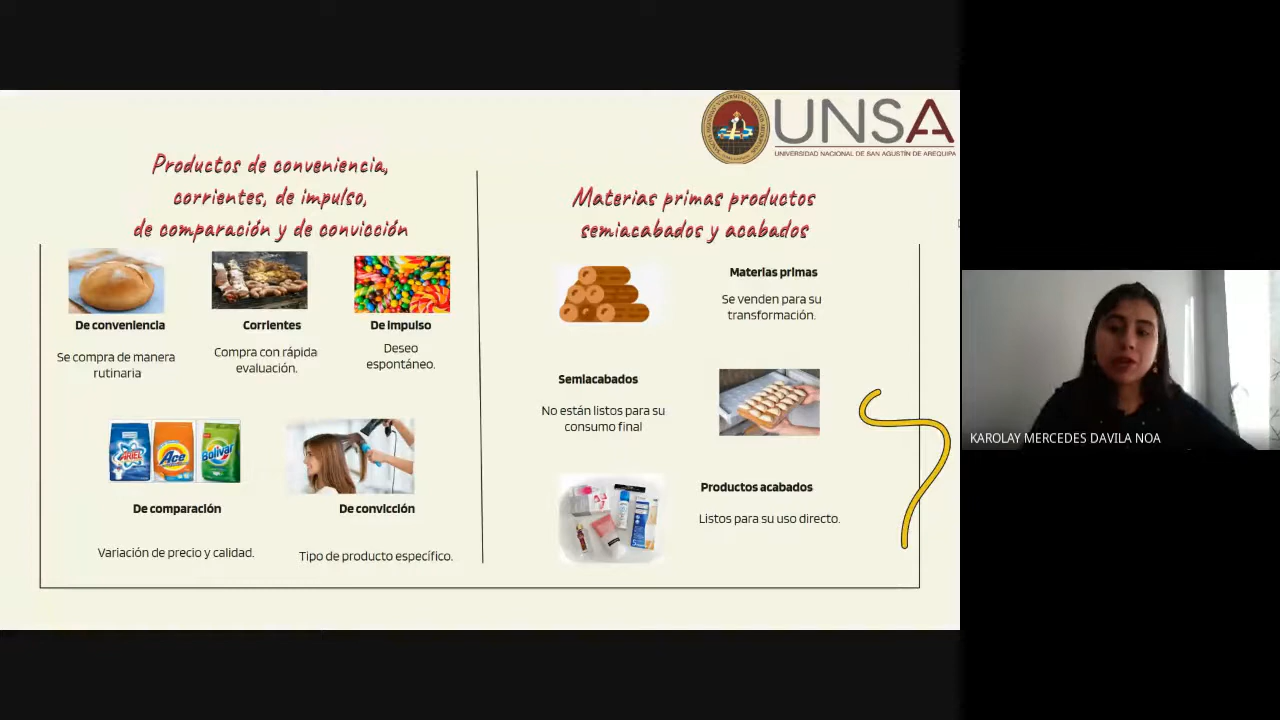 UNSA
UNIVERSIDAD NACIONAL DE SAN AGUSTÍN DE AREQUIPA
Productos de conveniencia,
corrientes, de impulso,
de comparación y de convicción
De conveniencia
Se compra de manera
rutinaria
Corrientes
Compra con rápida
evaluación.
De impulso
Deseo
espontáneo.
ARIEL
Ace
Bolívar
De comparación
Variación de precio y calidad.
De convicción
Tipo de producto específico.
Materias primas productos
semiacabados y acabados
Materias primas
Se venden para su
transformación.
Semiacabados
No están listos para su
consumo final
Productos acabados
Listos para su uso directo.
KAROLAY MERCEDES DAVILA NOA